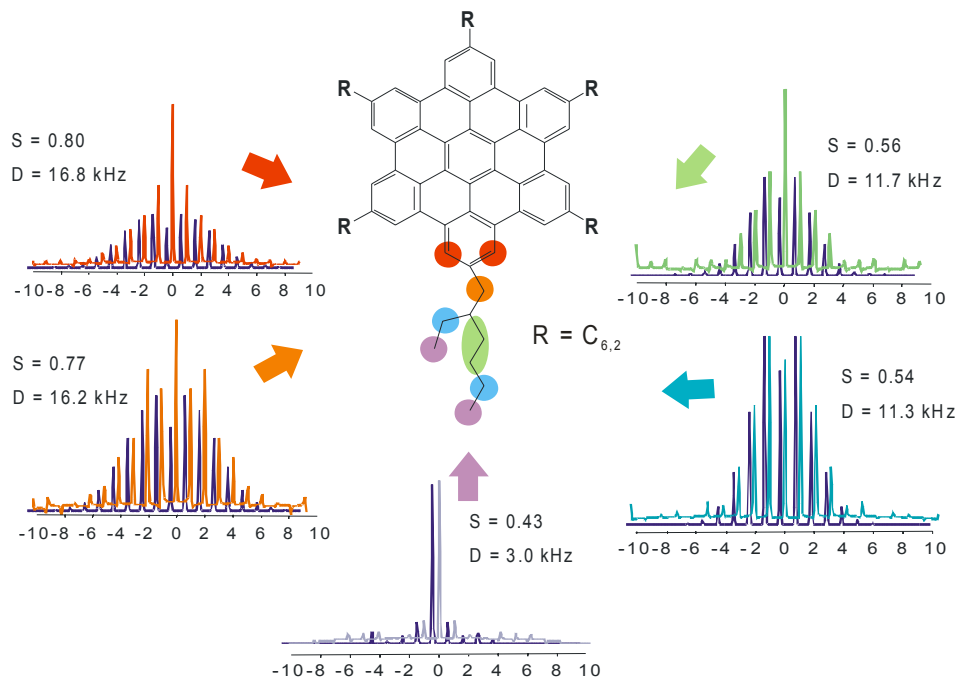 R
R
R
S = 0.80
D = 16.8 kHz
S = 0.56
D = 11.7 kHz
R
R
-10 -8 -6 -4 -2 0 2 4 6 8 10
-10 -8 -6 -4 -2 0 2 4 6 8 10
R = C6,2
S = 0.77
D = 16.2 kHz
S = 0.54
D = 11.3 kHz
-10 -8 -6 -4 -2 0 2 4 6 8 10
-10 -8 -6 -4 -2 0 2 4 6 8 10
S = 0.43
D = 3.0 kHz
-10 -8 -6 -4 -2 0 2 4 6 8 10